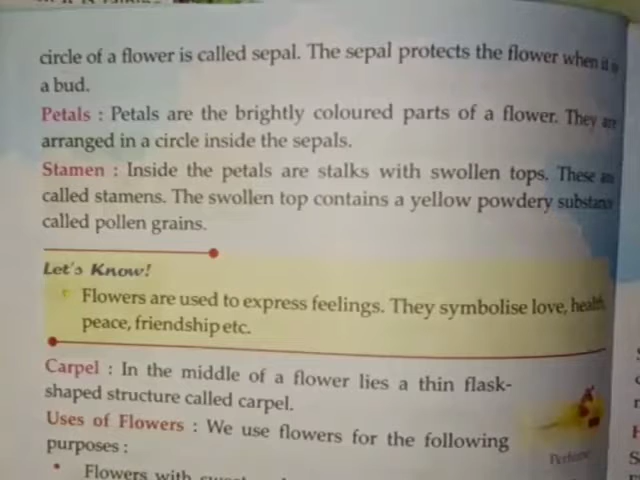 circle of a flower is called sepal. The sepal protects the flower when it is
a bud.
Petals : Petals are the brightly coloured parts of a flower. They are
arranged in a circle inside the sepals.
Stamen : Inside the petals are stalks with swollen tops. These are
called stamens. The swollen top contains a yellow powdery substance
called pollen grains.
Let's Know!
Flowers are used to express feelings. They symbolise love, health,
peace, friendship etc.
Carpel : In the middle of a flower lies a thin flask-
shaped structure called carpel.
Uses of Flowers : We use flowers for the following
purposes :
• Flowers with